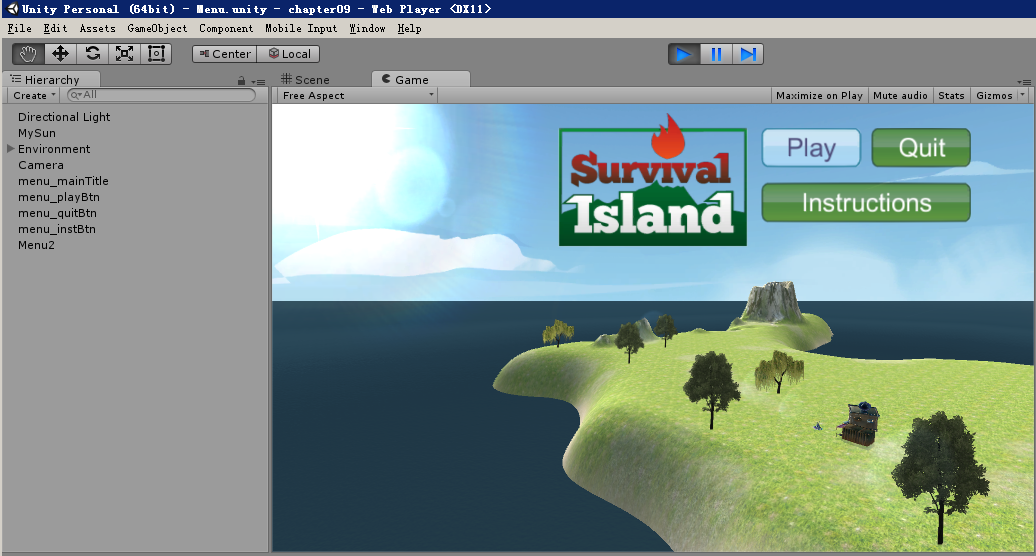 Unity Personal (64bit) - Menu.unity - chapter09 - Web Player <DX11>
File Edit Assets GameObject Component Mobile Input Window Help
Center Local
Hierarchy Scene Game
Create All Free Aspect Maximize on Play Mute audio Stats Gizmos
Directional Light
MySun
Environment
Camera
menu_mainTitle
menu_playBtn
menu_quitBtn
menu_instBtn
Menu2
Survival
Island
Play Quit
Instructions